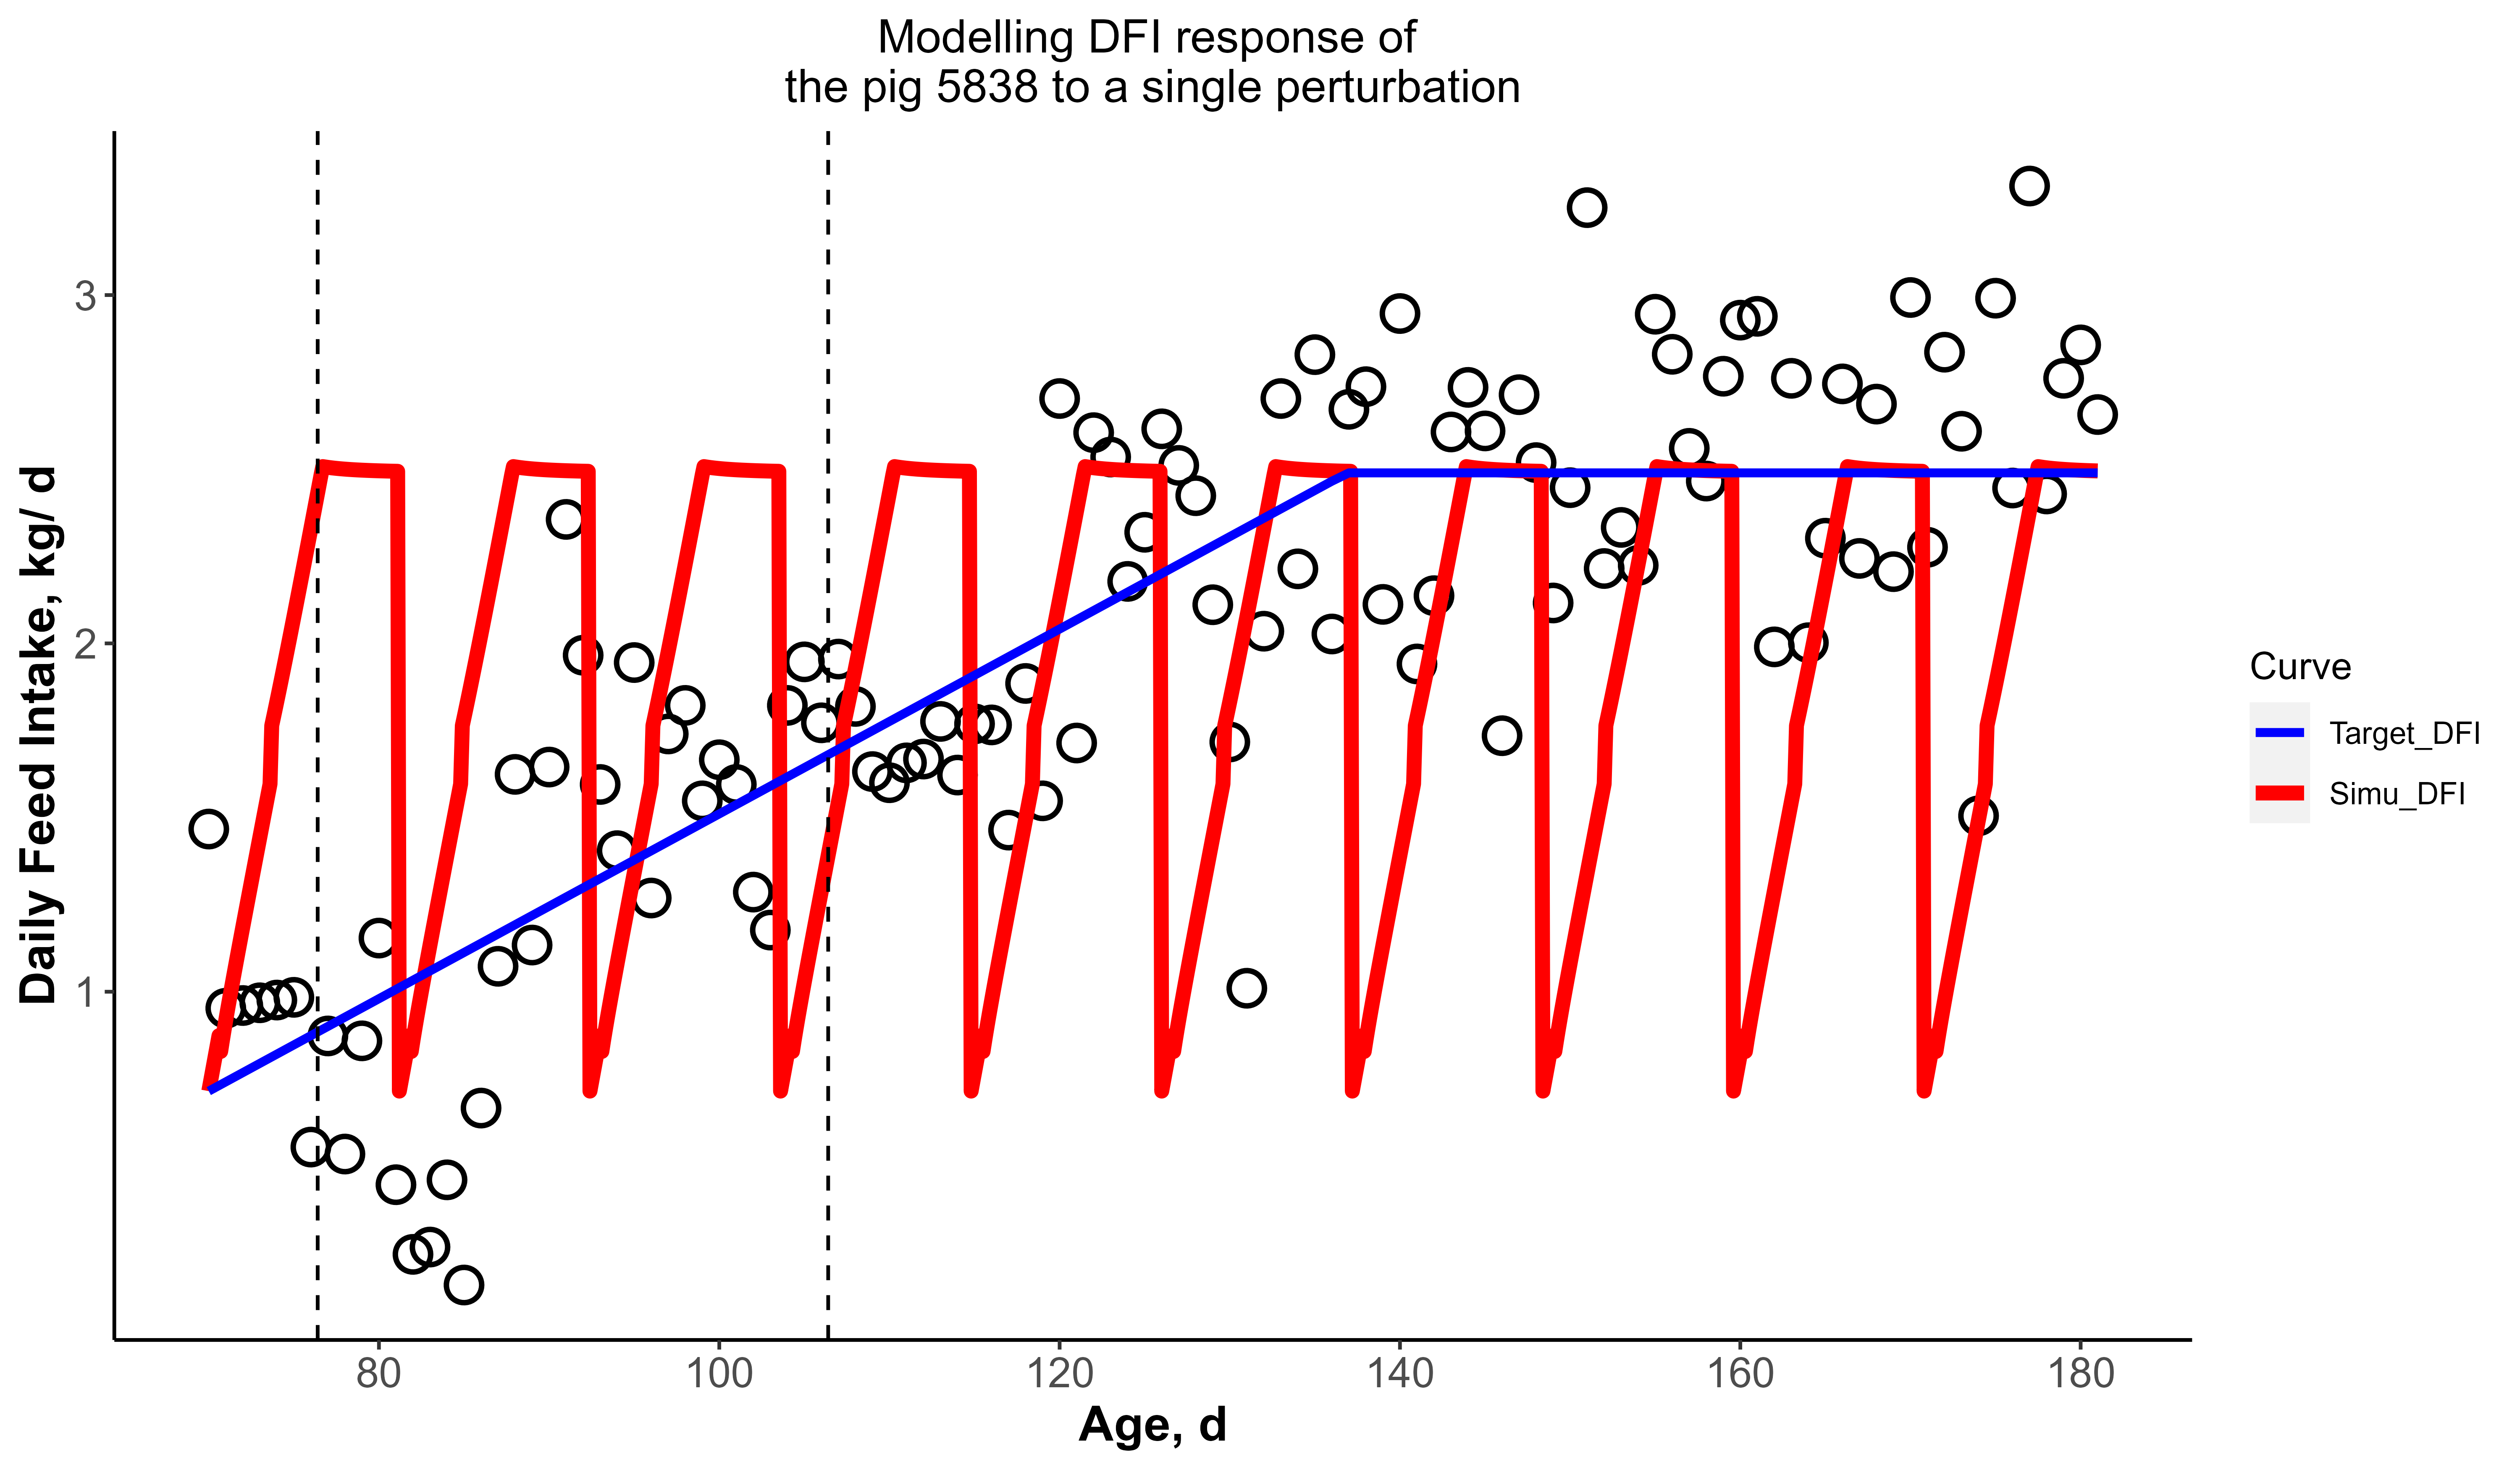 Modelling DFI response of
the pig 5838 to a single perturbation
Daily Feed Intake, kg/ d
3
2
1
80
100
120
140
160
180
Age, d
Curve
Target_DFI
Simu_DFI